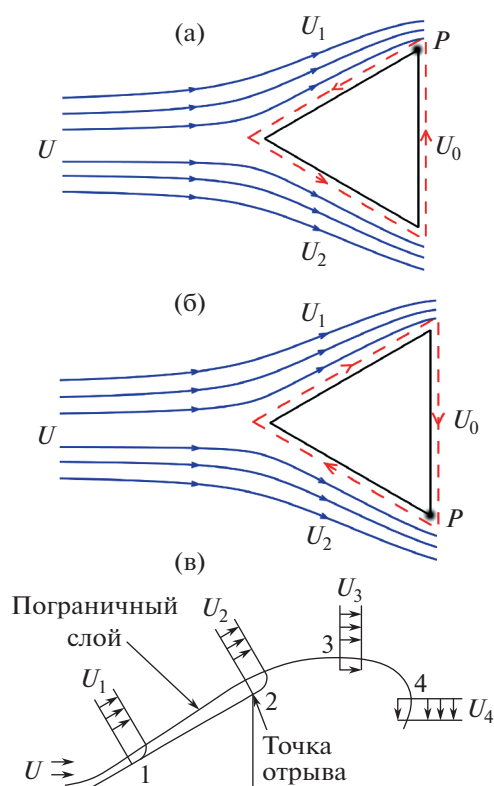 (а)
U₁
P
U
U₀
U₂
(б)
U₁
U
U₀
U₂
P
(в)
Пограничный
слой
U₂
U₃
U₁
3
4
2
U₄
Точка
отрыва
U
1